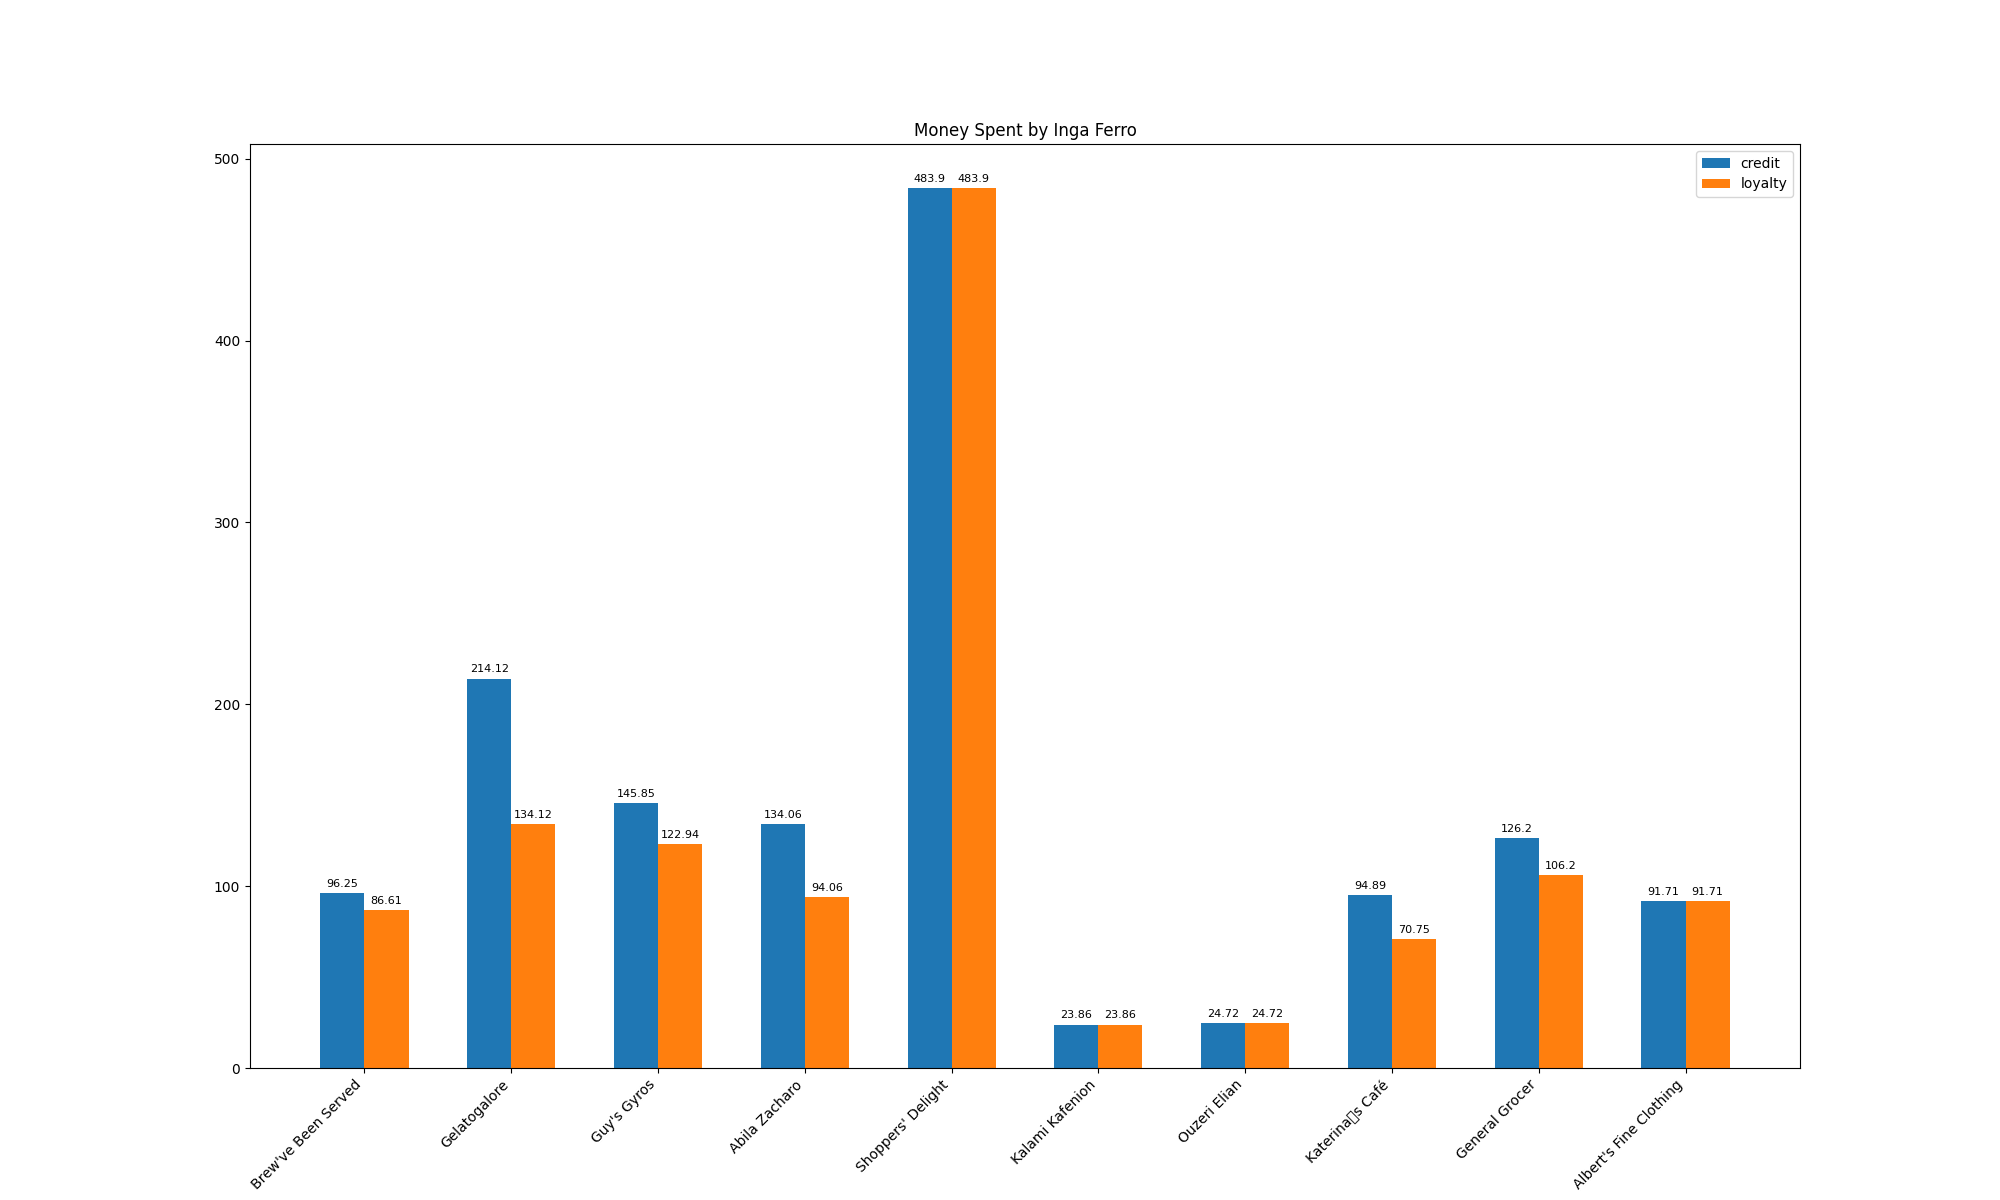 Money Spent by Inga Ferro
credit
loyalty
500
400
300
200
100
0
96.25
86.61
214.12
134.12
145.85
122.94
134.06
94.06
483.9
483.9
23.86
23.86
24.72
24.72
94.89
70.75
126.2
106.2
91.71
91.71
Brew've Been Served
Gelatogalore
Guy's Gyros
Abila Zacharo
Shoppers' Delight
Kalami Kafenion
Ouzeri Elian
Katerina▯s Café
General Grocer
Albert's Fine Clothing